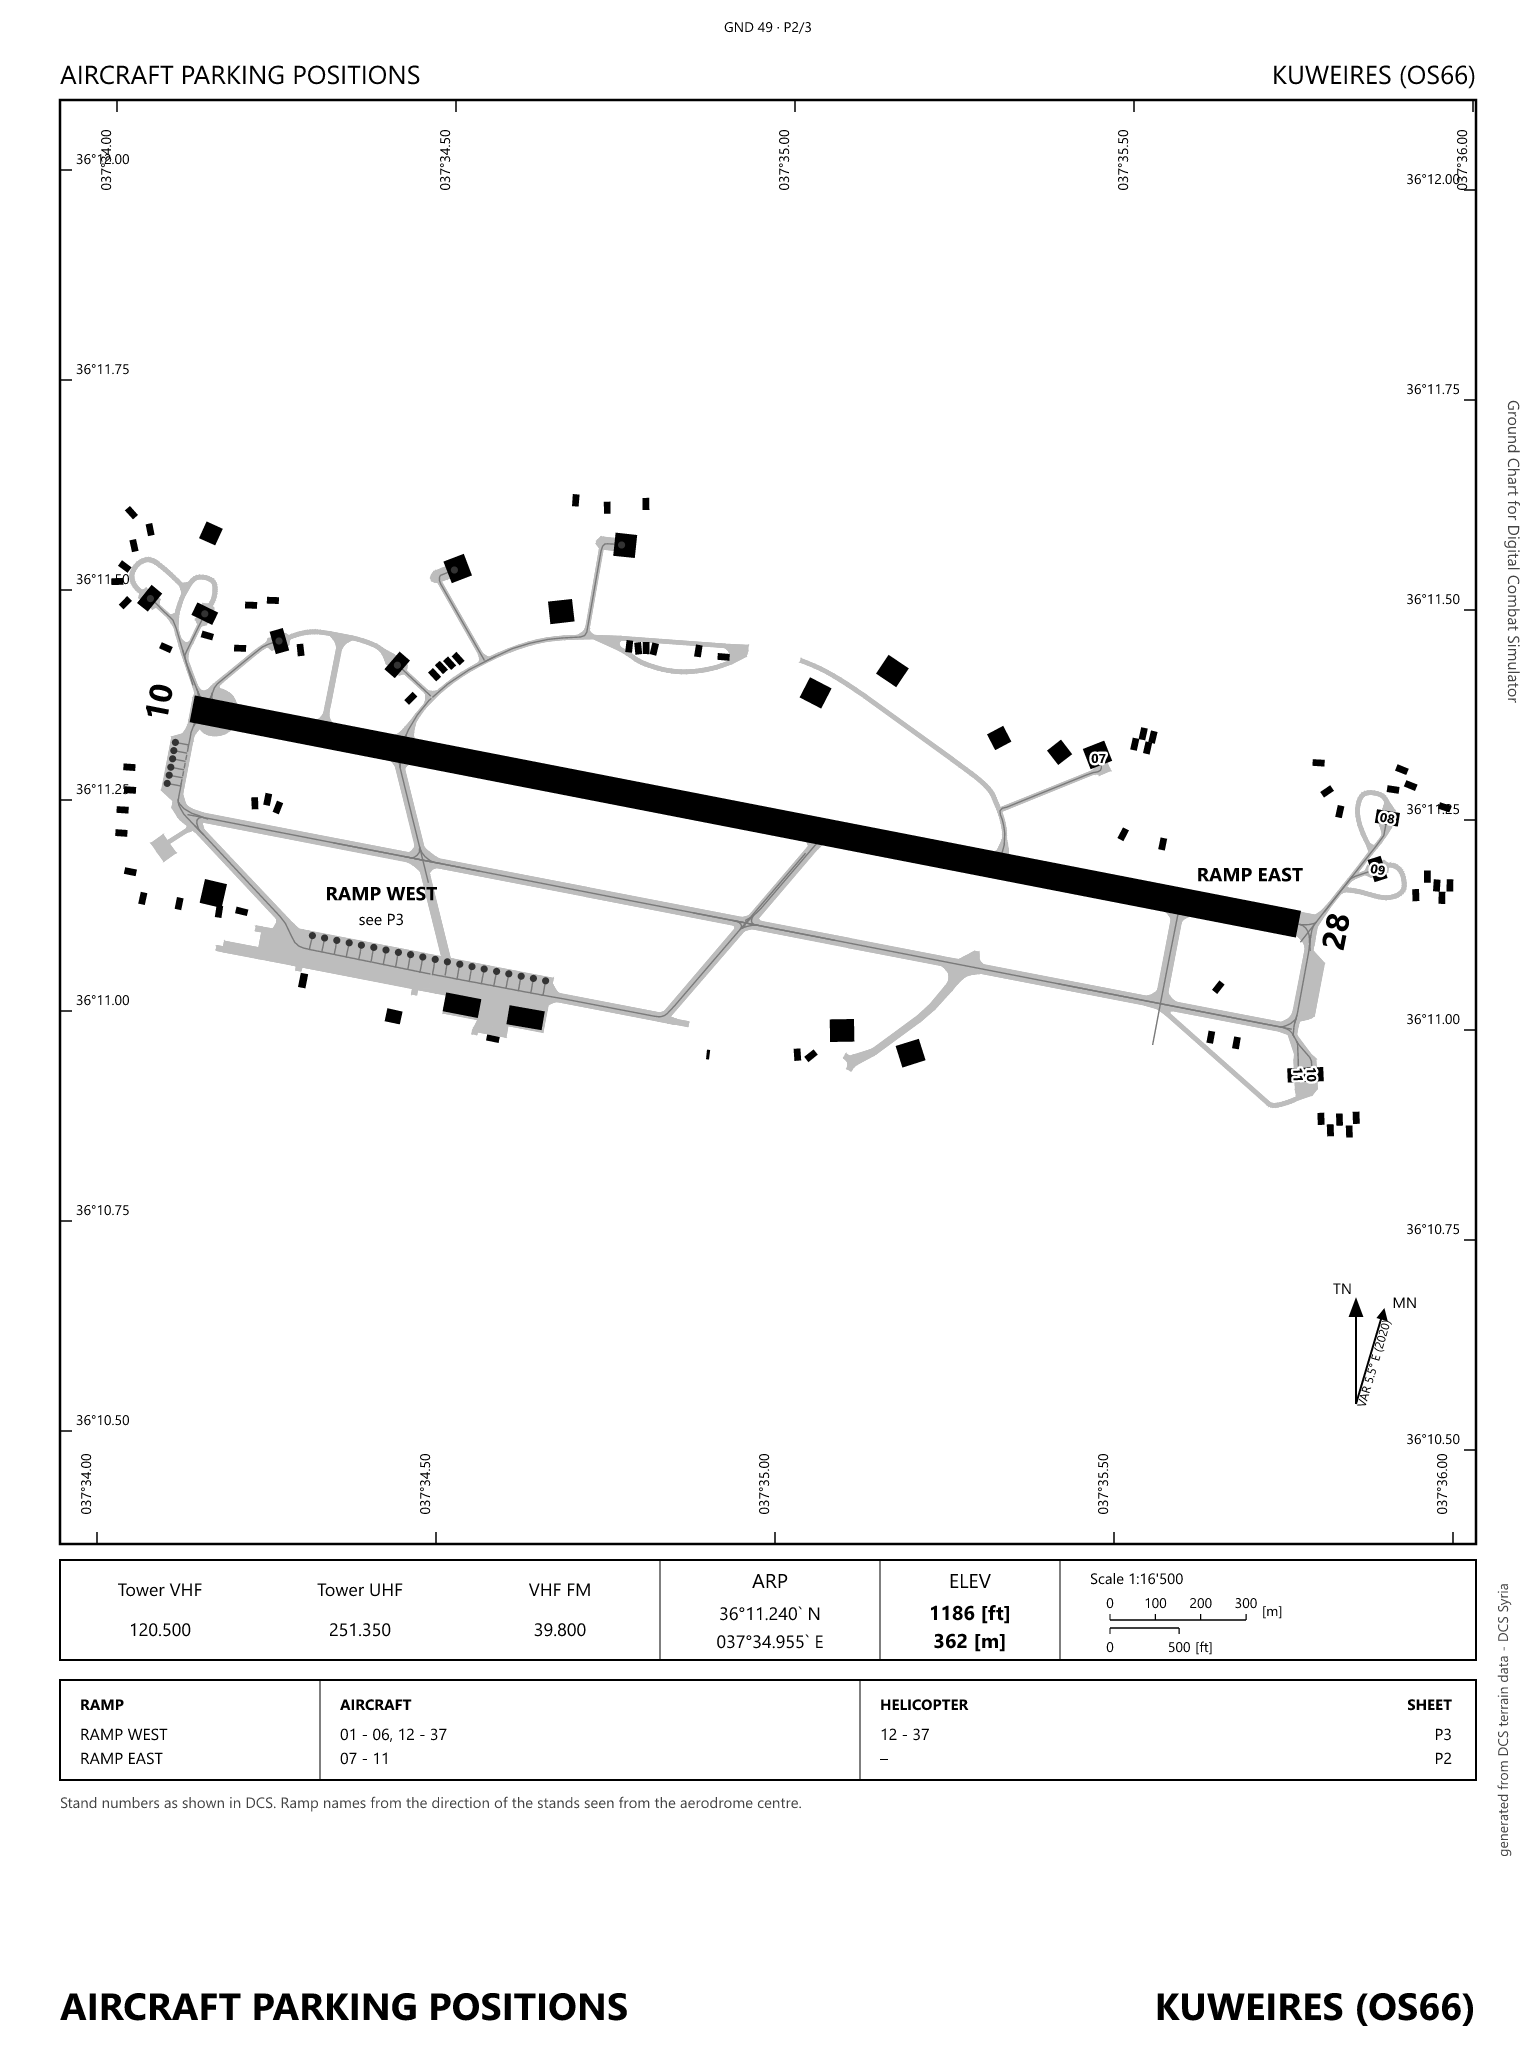 GND 49 · P2/3
AIRCRAFT PARKING POSITIONS
KUWEIRES (OS66)
037°34.00
037°34.50
037°35.00
037°35.50
037°36.00
36°12.00
36°12.00
36°11.75
36°11.75
36°11.50
36°11.50
36°11.25
36°11.25
36°11.00
36°11.00
36°10.75
36°10.75
36°10.50
36°10.50
10
07
08
09
RAMP EAST
RAMP WEST
see P3
28
11
10
TN
MN
VAR 5.5° E (2020)
037°34.00
037°34.50
037°35.00
037°35.50
037°36.00
Ground Chart for Digital Combat Simulator
Tower VHF
120.500
Tower UHF
251.350
VHF FM
39.800
ARP
36°11.240` N
037°34.955` E
ELEV
1186 [ft]
362 [m]
Scale 1:16'500
0 100 200 300 [m]
0 500 [ft]
RAMP AIRCRAFT HELICOPTER SHEET
RAMP WEST 01 - 06, 12 - 37 12 - 37 P3
RAMP EAST 07 - 11 – P2
Stand numbers as shown in DCS. Ramp names from the direction of the stands seen from the aerodrome centre.
generated from DCS terrain data - DCS Syria
AIRCRAFT PARKING POSITIONS
KUWEIRES (OS66)